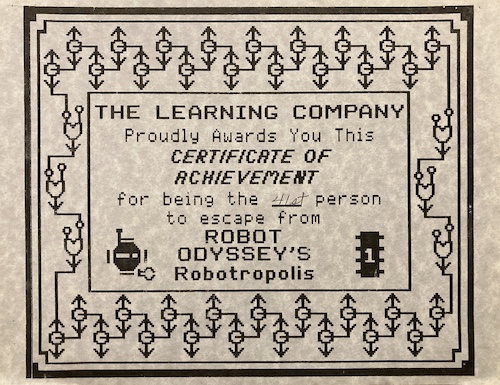 THE LEARNING COMPANY
Proudly Awards You This
CERTIFICATE OF
ACHIEVEMENT
for being the 41st person
to escape from
ROBOT
ODYSSEY'S
Robotropolis
1